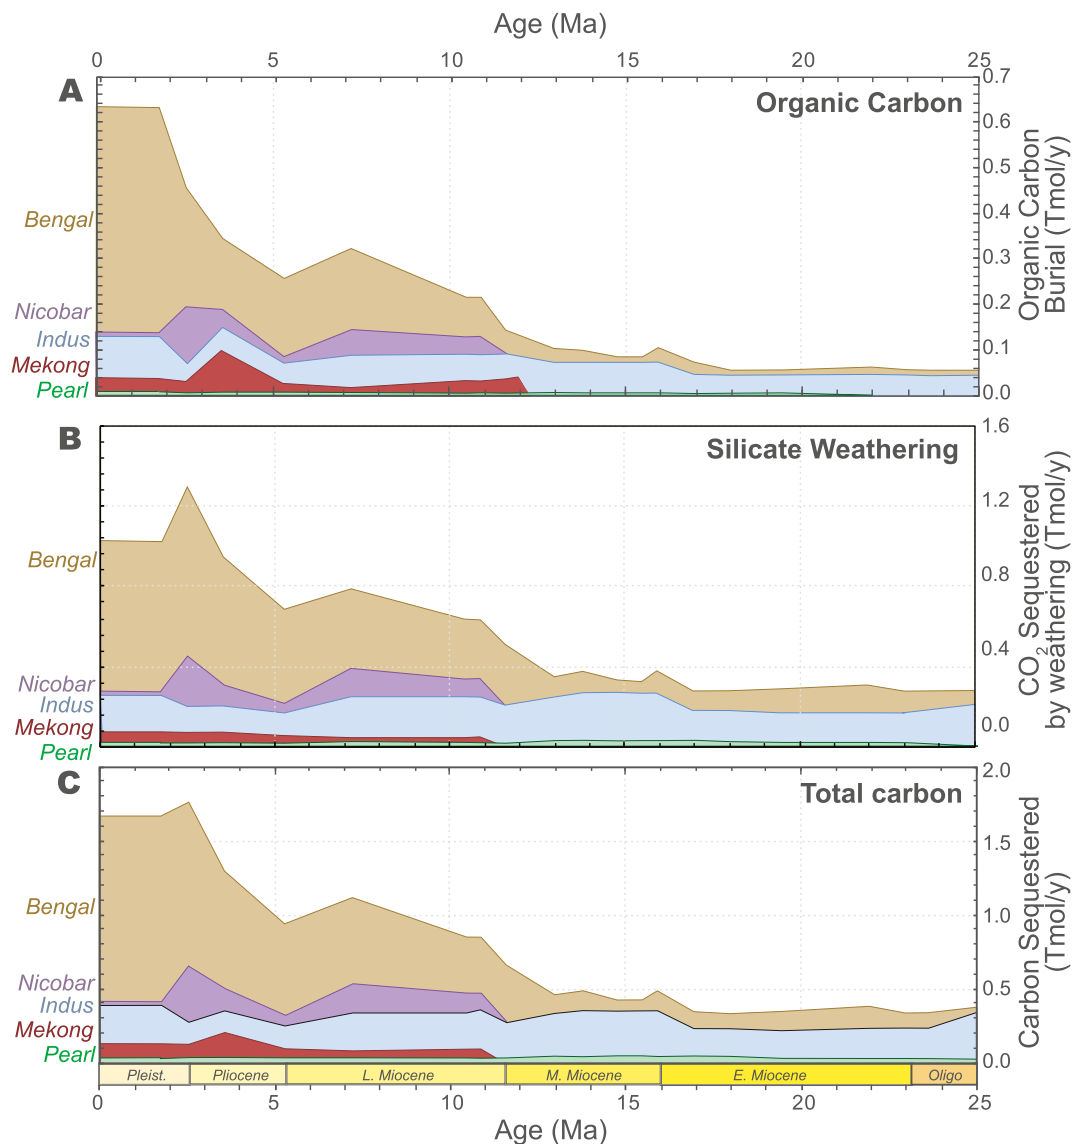 Age (Ma)
0 5 10 15 20 25
A
Organic Carbon
0.7
0.6
0.5
0.4
0.3
0.2
0.1
0.0
Organic Carbon
Burial (Tmol/y)
Bengal
Nicobar
Indus
Mekong
Pearl
B
Silicate Weathering
1.6
1.2
0.8
0.4
0.0
CO2 Sequestered
by weathering (Tmol/y)
Bengal
Nicobar
Indus
Mekong
Pearl
C
Total carbon
2.0
1.5
1.0
0.5
0.0
Carbon Sequestered
(Tmol/y)
Bengal
Nicobar
Indus
Mekong
Pearl
Pleist. Pliocene L. Miocene M. Miocene E. Miocene Oligo
0 5 10 15 20 25
Age (Ma)